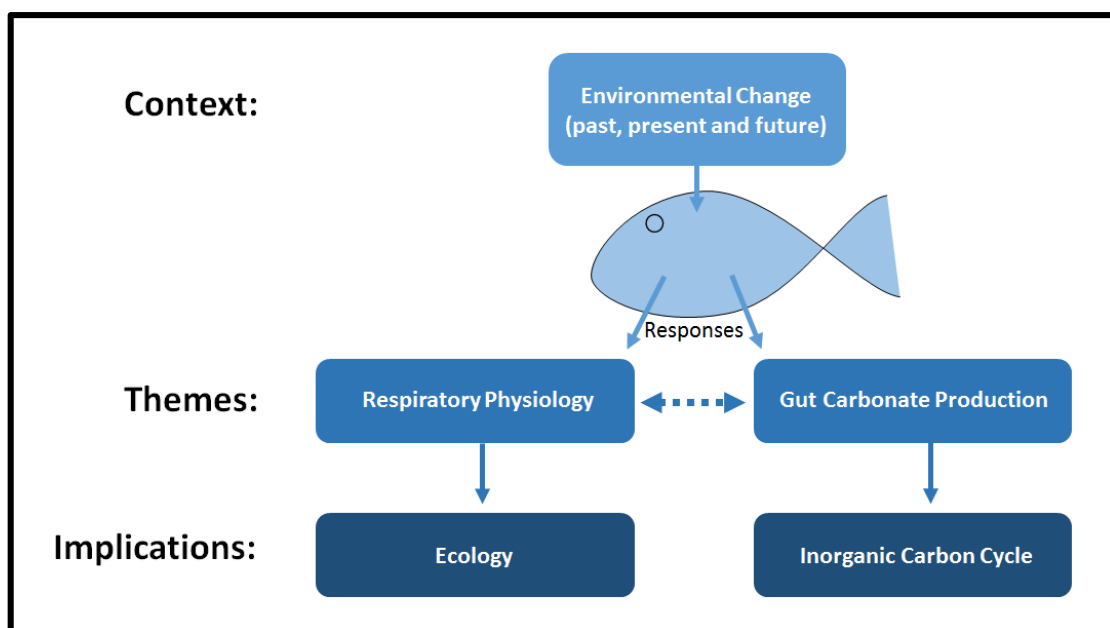 Context:
Environmental Change
(past, present and future)
Responses
Themes:
Respiratory Physiology
Gut Carbonate Production
Implications:
Ecology
Inorganic Carbon Cycle